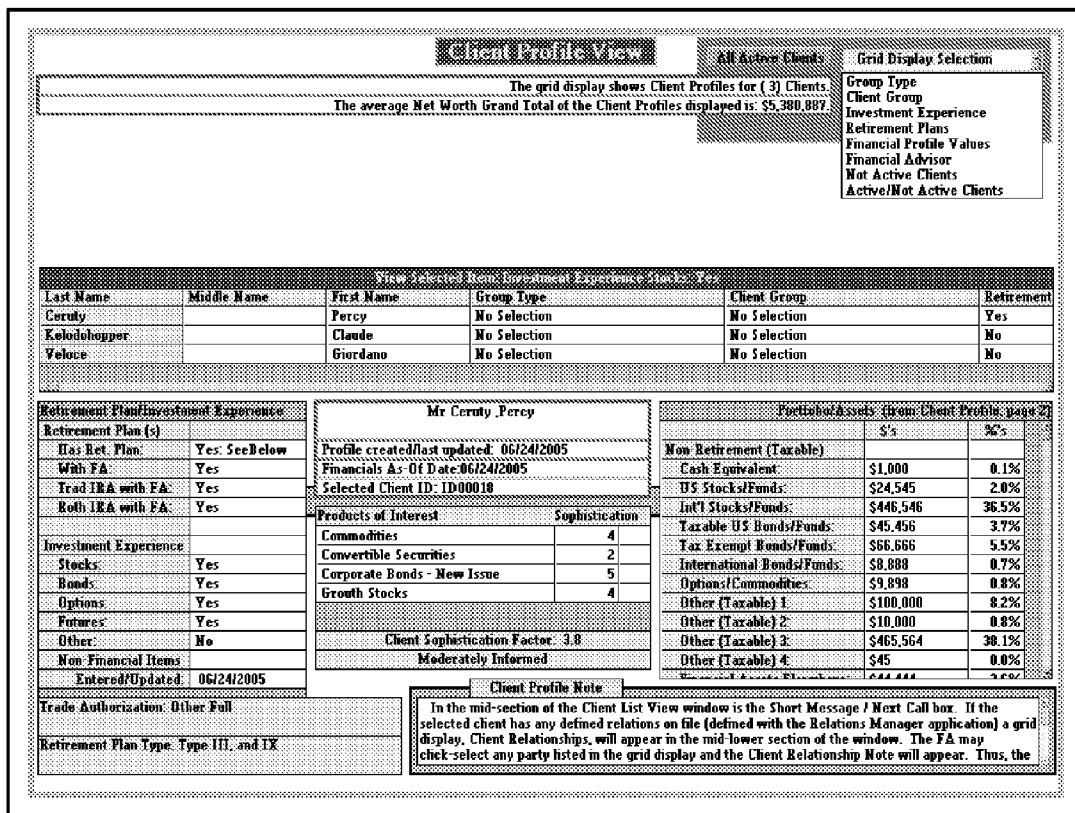 Client Profile View
All Active Clients
Grid Display Selection
The grid display shows Client Profiles for ( 3) Clients.
The average Net Worth Grand Total of the Client Profiles displayed is: $5,380,887.
Group Type
Client Group
Investment Experience
Retirement Plans
Financial Profile Values
Financial Advisor
Not Active Clients
Active/Not Active Clients
View Selected Item: Investment Experience Stocks: Yes
Last Name Middle Name First Name Group Type Client Group Retirement
Ceruty Percy No Selection No Selection Yes
Kelodohopper Claude No Selection No Selection No
Veloce Giordano No Selection No Selection No
Retirement Plan/Investment Experience
Retirement Plan (s)
Has Ret. Plan: Yes: SeeBelow
With FA: Yes
Trad IRA with FA: Yes
Roth IRA with FA: Yes
Investment Experience
Stocks: Yes
Bonds: Yes
Options: Yes
Futures: Yes
Other: No
Non-Financial Items
Entered/Updated: 06/24/2005
Trade Authorization: Other Full
Retirement Plan Type: Type III, and IX
Mr Ceruty ,Percy
Profile created/last updated: 06/24/2005
Financials As-Of Date:06/24/2005
Selected Client ID: ID00018
Products of Interest Sophistication
Commodities 4
Convertible Securities 2
Corporate Bonds - New Issue 5
Grouth Stocks 4
Client Sophistication Factor: 3.8
Moderately Informed
Portfolio/Assets (from Client Profile, page 2)
$'s %'s
Non-Retirement (Taxable)
Cash Equivalent: $1,000 0.1%
US Stocks/Funds: $24,545 2.0%
Int'l Stocks/Funds: $446,546 36.5%
Taxable US Bonds/Funds: $45,456 3.7%
Tax Exempt Bonds/Funds: $66,666 5.5%
International Bonds/Funds: $8,888 0.7%
Options/Commodities: $9,898 0.8%
Other (Taxable) 1: $100,000 8.2%
Other (Taxable) 2: $10,000 0.8%
Other (Taxable) 3: $465,564 38.1%
Other (Taxable) 4: $45 0.0%
Client Profile Note
In the mid-section of the Client List View window is the Short Message / Next Call box. If the
selected client has any defined relations on file (defined with the Relations Manager application) a grid
display, Client Relationships, will appear in the mid-lower section of the window. The FA may
click-select any party listed in the grid display and the Client Relationship Note will appear. Thus, the